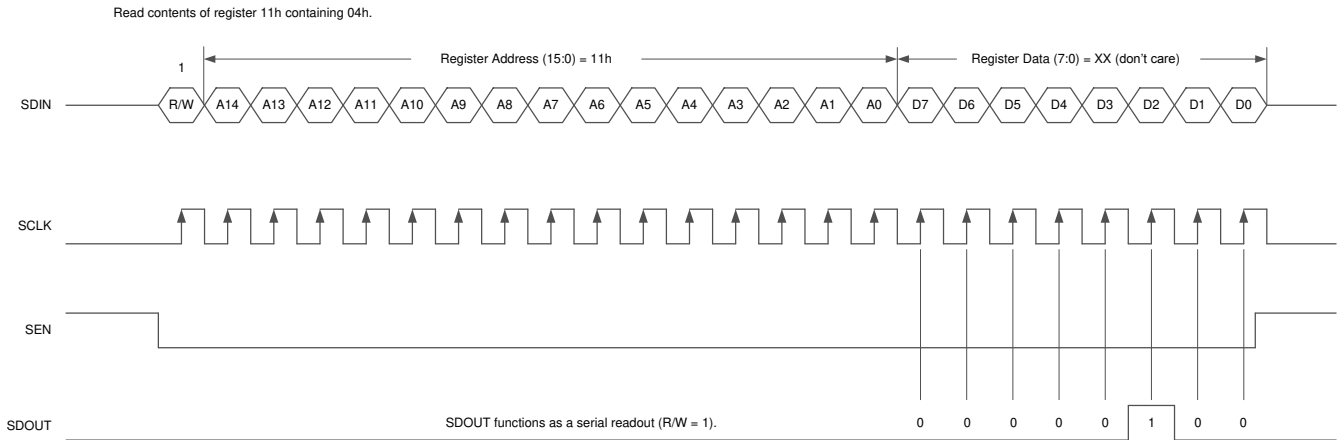 Read contents of register 11h containing 04h.
1
Register Address (15:0) = 11h
Register Data (7:0) = XX (don't care)
SDIN
R/W A14 A13 A12 A11 A10 A9 A8 A7 A6 A5 A4 A3 A2 A1 A0 D7 D6 D5 D4 D3 D2 D1 D0
SCLK
SEN
SDOUT
SDOUT functions as a serial readout (R/W = 1).
0 0 0 0 0 1 0 0